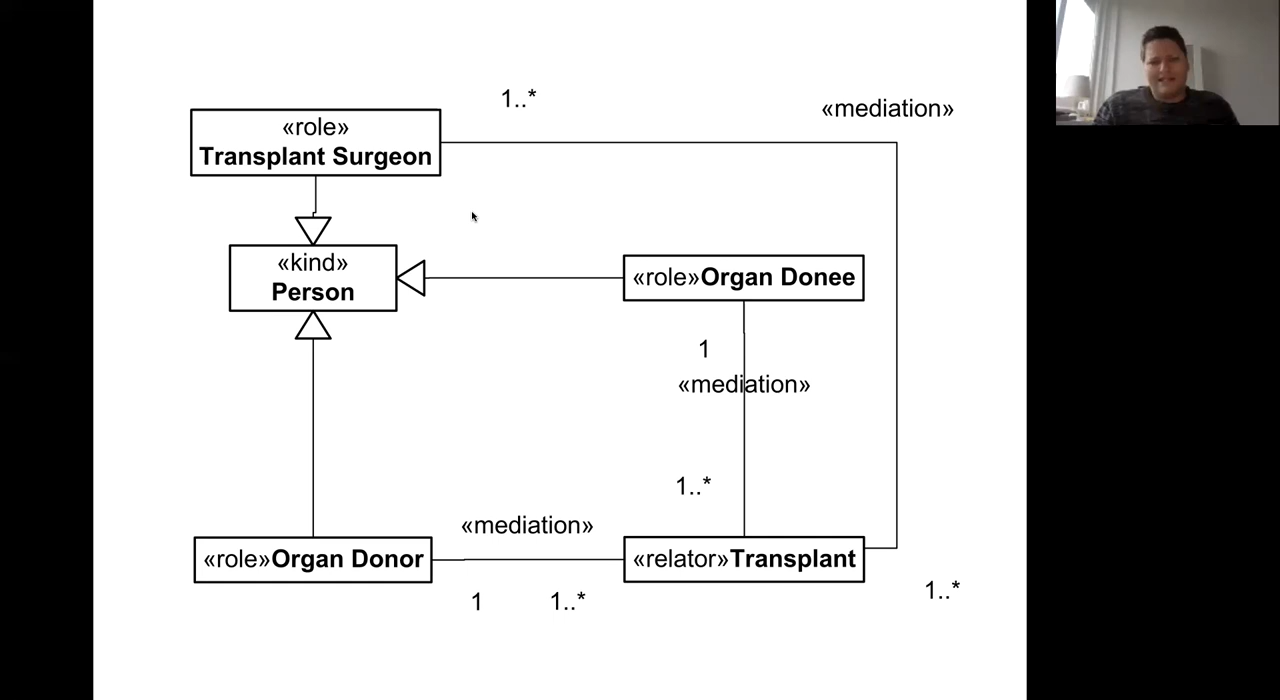 1..*
«mediation»
«role»
Transplant Surgeon
«kind»
Person
«role»Organ Donee
1
«mediation»
1..*
«mediation»
«role»Organ Donor
«relator»Transplant
1
1..*
1..*